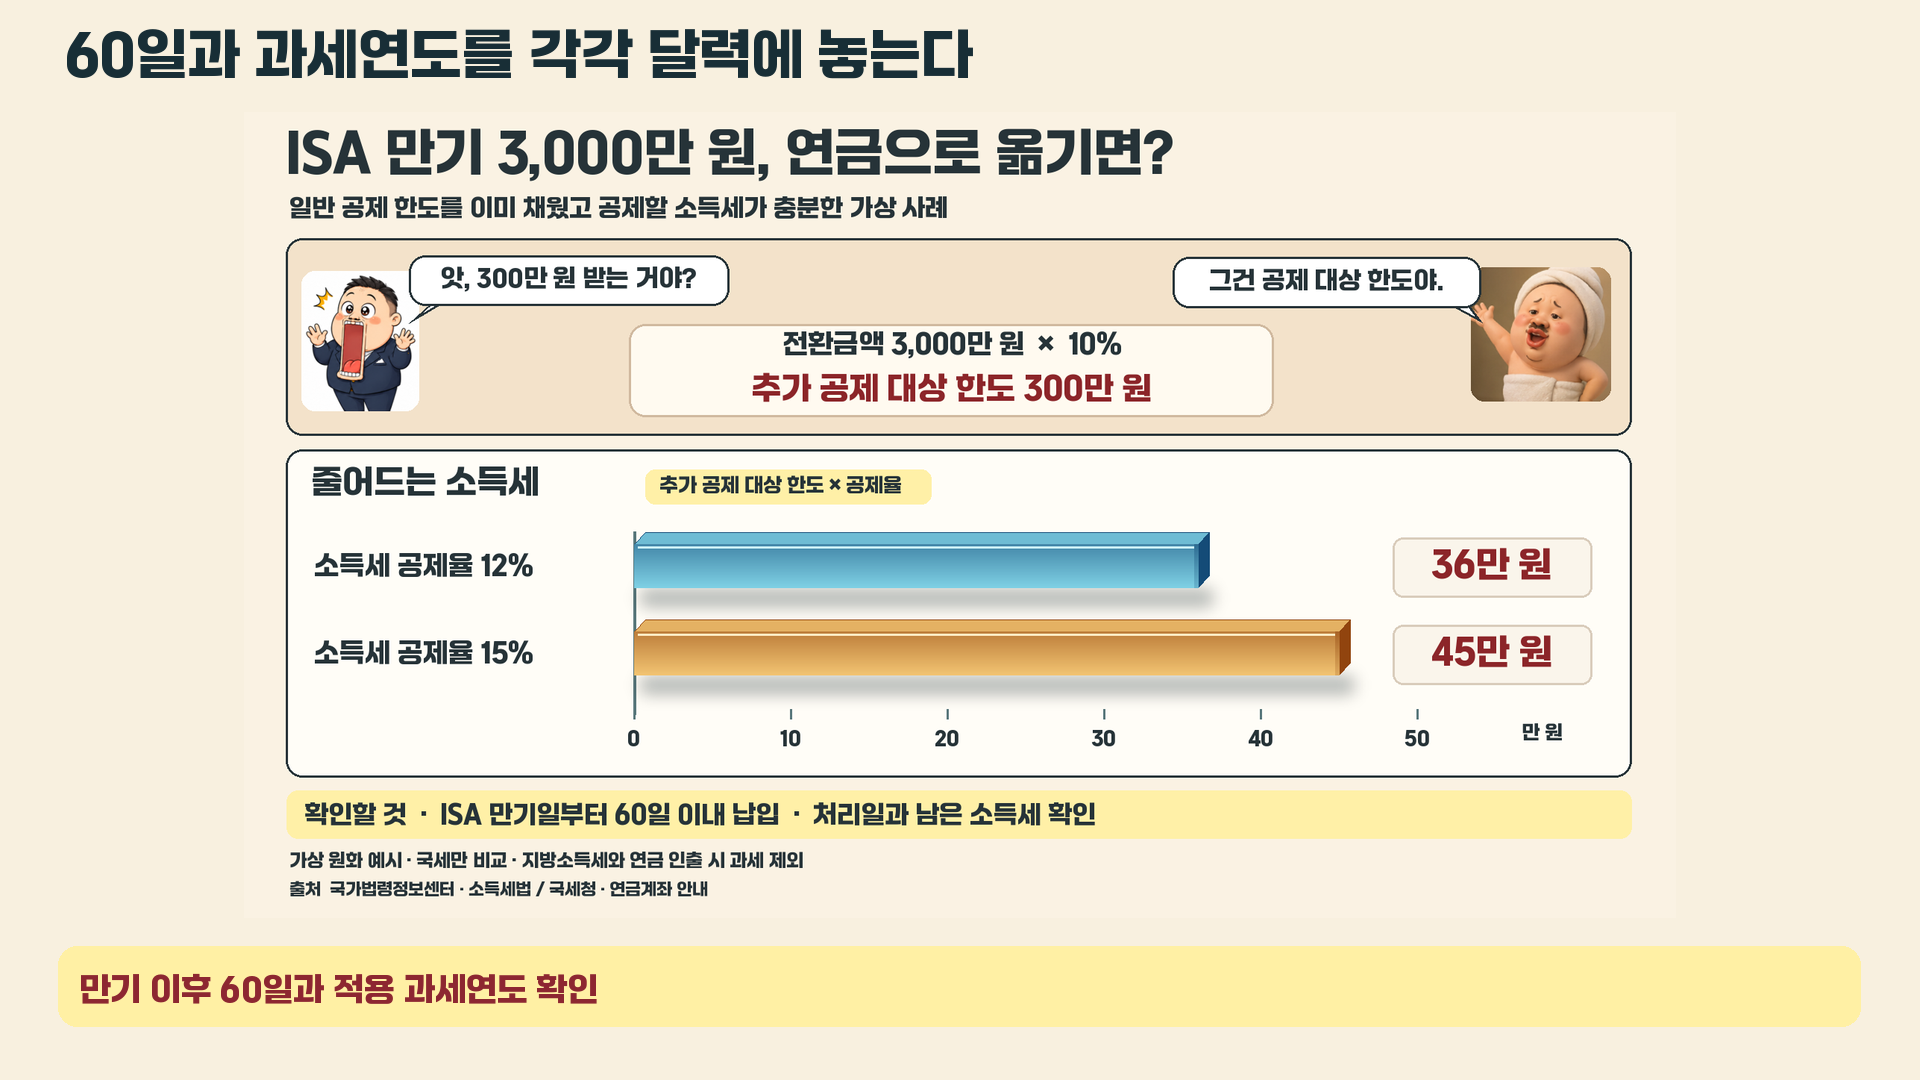 60일과 과세연도를 각각 달력에 놓는다
ISA 만기 3,000만 원, 연금으로 옮기면?
일반 공제 한도를 이미 채웠고 공제할 소득세가 충분한 가상 사례
앗, 300만 원 받는 거야?
그건 공제 대상 한도야.
전환금액 3,000만 원 × 10%
추가 공제 대상 한도 300만 원
줄어드는 소득세
추가 공제 대상 한도 × 공제율
소득세 공제율 12%
36만 원
소득세 공제율 15%
45만 원
0 10 20 30 40 50 만 원
확인할 것 · ISA 만기일부터 60일 이내 납입 · 처리일과 남은 소득세 확인
가상 원화 예시 · 국세만 비교 · 지방소득세와 연금 인출 시 과세 제외
출처 국가법령정보센터 · 소득세법 / 국세청 · 연금계좌 안내
만기 이후 60일과 적용 과세연도 확인